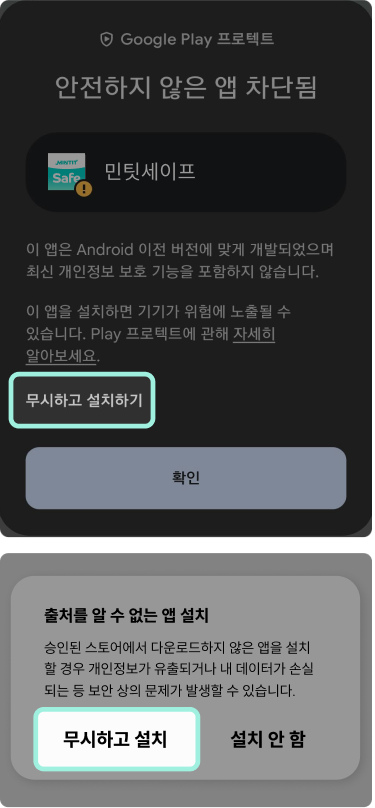 Google Play 프로텍트
안전하지 않은 앱 차단됨
MINTIT
Safe
민팃세이프
이 앱은 Android 이전 버전에 맞게 개발되었으며
최신 개인정보 보호 기능을 포함하지 않습니다.
이 앱을 설치하면 기기가 위험에 노출될 수
있습니다. Play 프로텍트에 관해 자세히
알아보세요.
무시하고 설치하기
확인
출처를 알 수 없는 앱 설치
승인된 스토어에서 다운로드하지 않은 앱을 설치
할 경우 개인정보가 유출되거나 내 데이터가 손실
되는 등 보안 상의 문제가 발생할 수 있습니다.
무시하고 설치 설치 안 함